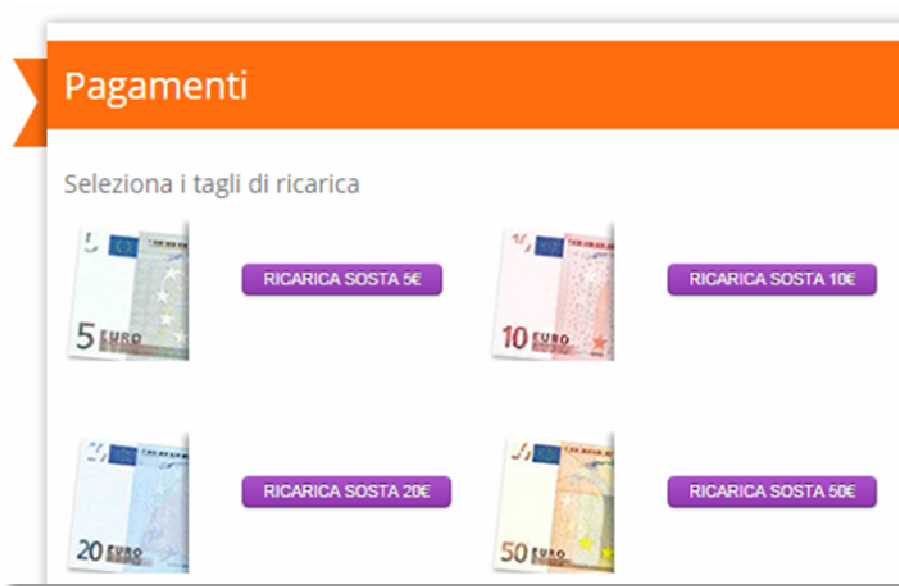 Pagamenti
Seleziona i tagli di ricarica
5 EURO
RICARICA SOSTA 5€
10 EURO
RICARICA SOSTA 10€
20 EURO
RICARICA SOSTA 20€
50 EURO
RICARICA SOSTA 50€